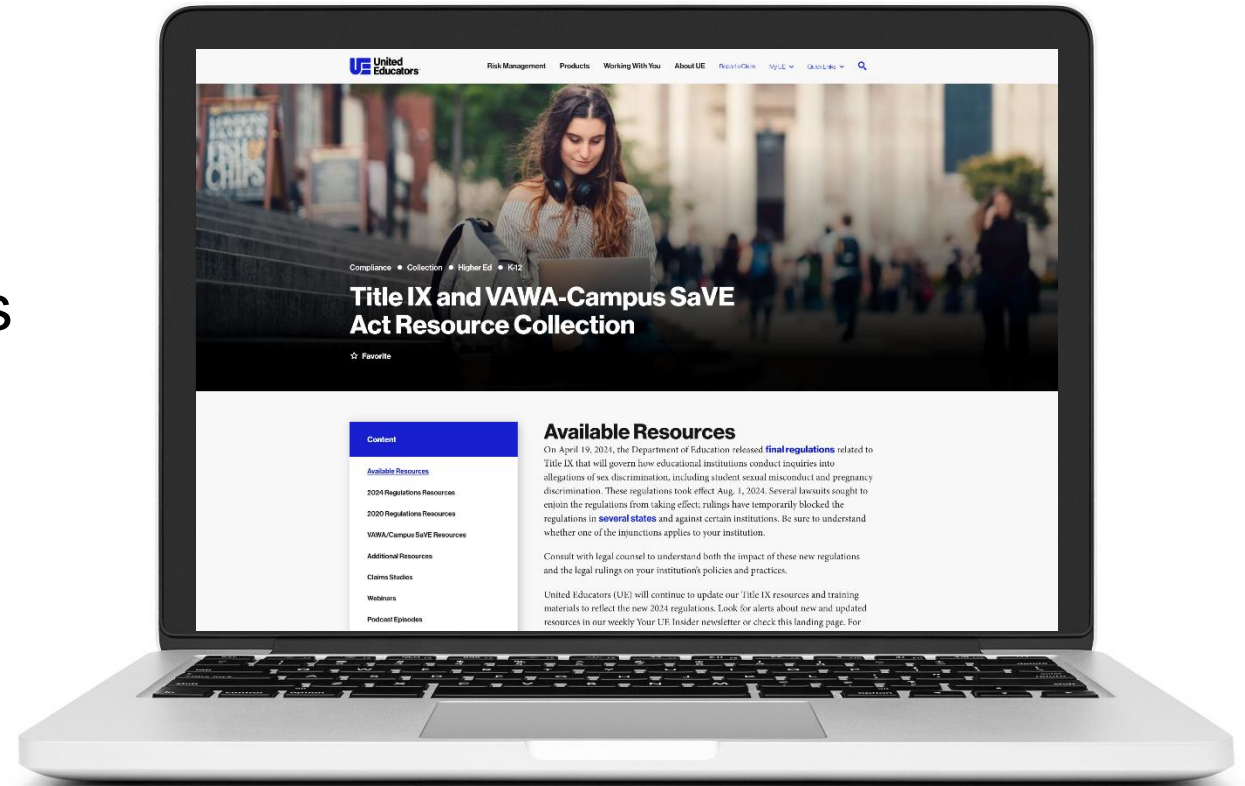 s
United
Educators
Risk Management Products Working With You About UE Report a Claim My UE Quick Links
FISH &
CHIPS
Compliance • Collection • Higher Ed • K-12
Title IX and VAWA-Campus SaVE
Act Resource Collection
☆ Favorite
Content
Available Resources
2024 Regulations Resources
2020 Regulations Resources
VAWA/Campus SaVE Resources
Additional Resources
Claims Studies
Webinars
Podcast Episodes
Available Resources
On April 19, 2024, the Department of Education released final regulations related to
Title IX that will govern how educational institutions conduct inquiries into
allegations of sex discrimination, including student sexual misconduct and pregnancy
discrimination. These regulations took effect Aug. 1, 2024. Several lawsuits sought to
enjoin the regulations from taking effect; rulings have temporarily blocked the
regulations in several states and against certain institutions. Be sure to understand
whether one of the injunctions applies to your institution.
Consult with legal counsel to understand both the impact of these new regulations
and the legal rulings on your institution's policies and practices.
United Educators (UE) will continue to update our Title IX resources and training
materials to reflect the new 2024 regulations. Look for alerts about new and updated
resources in our weekly Your UE Insider newsletter or check this landing page. For